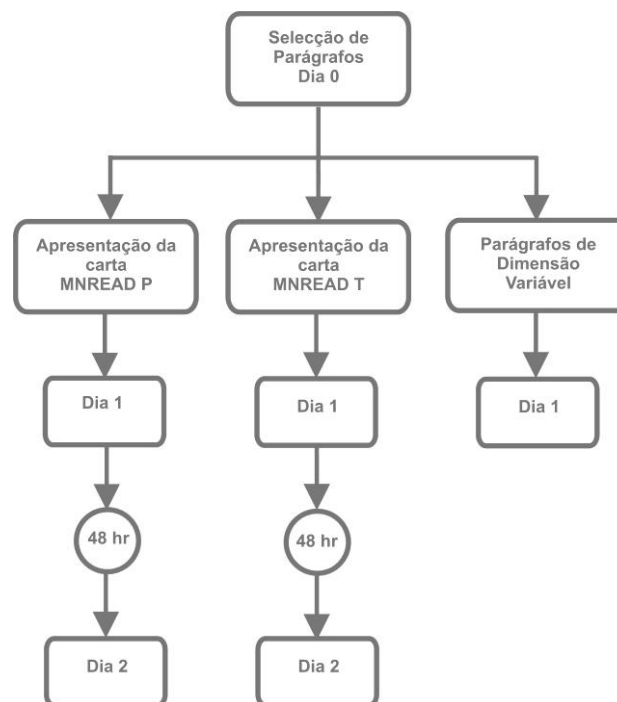 Selecção de
Parágrafos
Dia 0
Apresentação da
carta
MNREAD P
Apresentação da
carta
MNREAD T
Parágrafos de
Dimensão
Variável
Dia 1
Dia 1
Dia 1
48 hr
48 hr
Dia 2
Dia 2